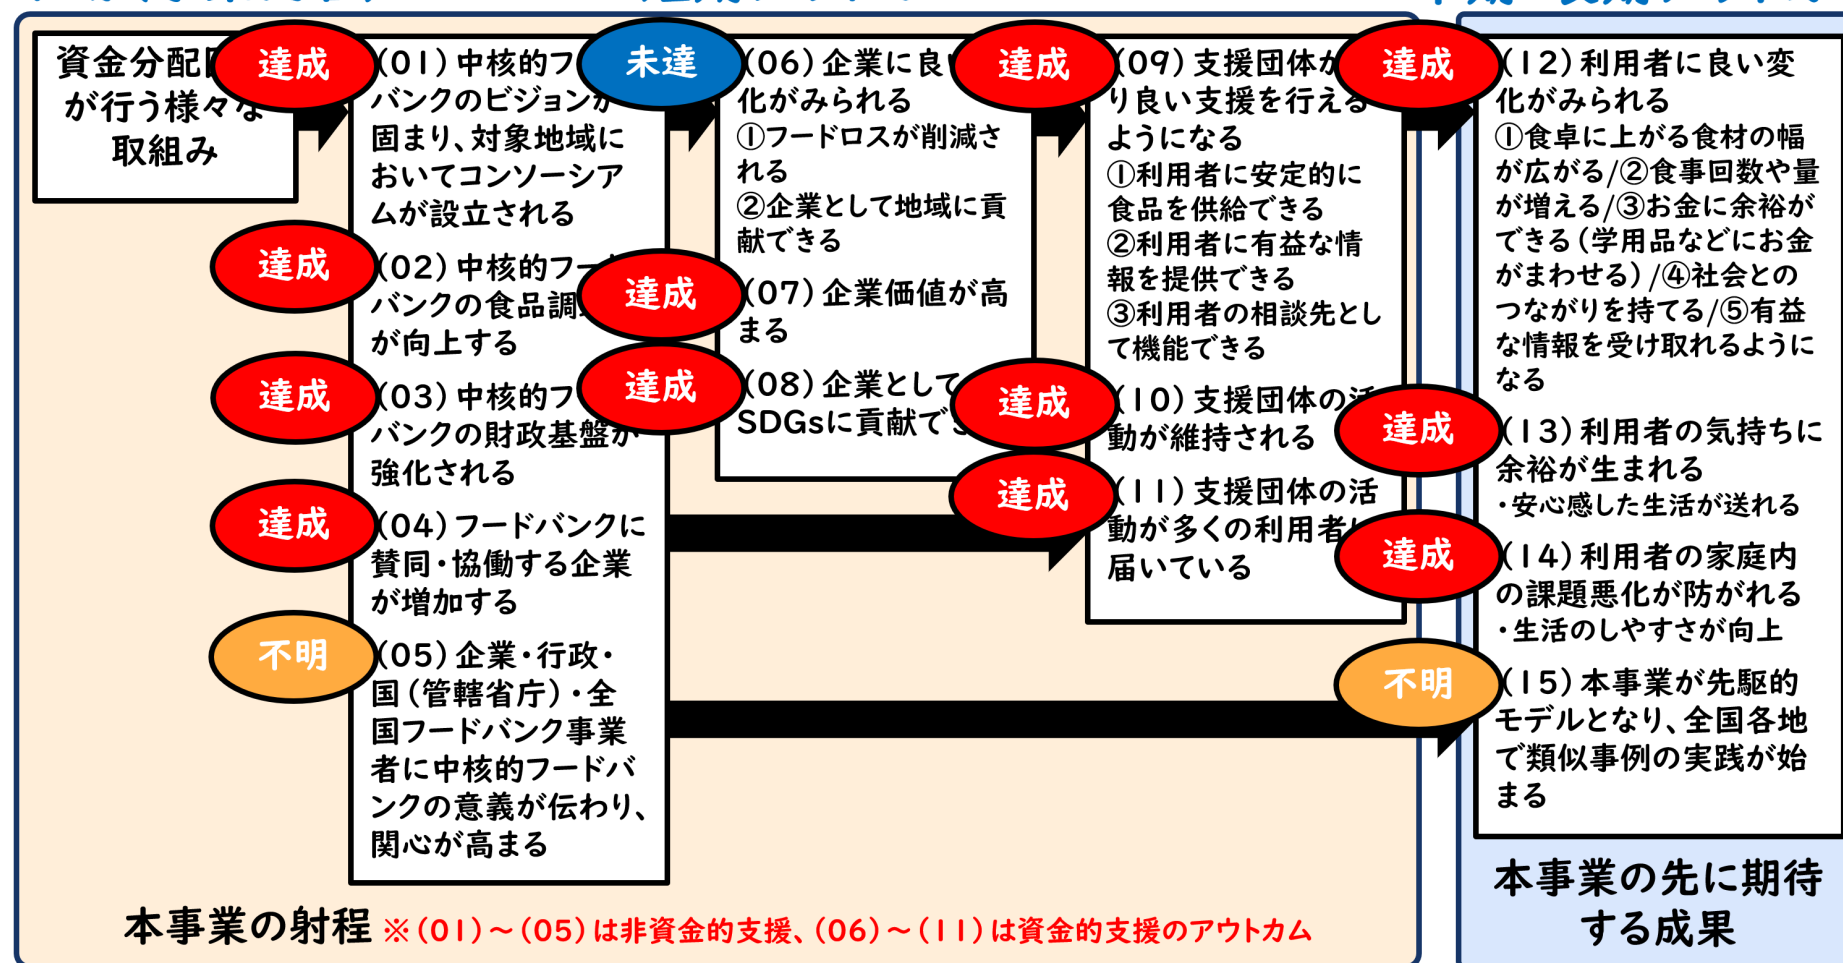 資金分配
が行う様々な
取組み
達成
(01)中核的フ
バンクのビジョンが
固まり、対象地域に
おいてコンソーシア
ムが設立される
達成
(02)中核的フー
バンクの食品調
が向上する
達成
(03)中核的フ
バンクの財政基盤が
強化される
達成
(04)フードバンクに
賛同・協働する企業
が増加する
不明
(05)企業・行政・
国(管轄省庁)・全
国フードバンク事業
者に中核的フードバ
ンクの意義が伝わり、
関心が高まる
未達
(06)企業に良
化がみられる
①フードロスが削減さ
れる
②企業として地域に貢
献できる
達成
(07)企業価値が高
まる
達成
(08)企業として
SDGsに貢献で
達成
(09)支援団体が
り良い支援を行える
ようになる
①利用者に安定的に
食品を供給できる
②利用者に有益な情
報を提供できる
③利用者の相談先とし
て機能できる
達成
(10)支援団体の活
動が維持される
達成
(11)支援団体の活
動が多くの利用者に
届いている
達成
(12)利用者に良い変
化がみられる
①食卓に上がる食材の幅
が広がる/②食事回数や量
が増える/③お金に余裕が
できる(学用品などにお金
がまわせる)/④社会との
つながりを持てる/⑤有益
な情報を受け取れるように
なる
達成
(13)利用者の気持ちに
余裕が生まれる
・安心感した生活が送れる
達成
(14)利用者の家庭内
の課題悪化が防がれる
・生活のしやすさが向上
不明
(15)本事業が先駆的
モデルとなり、全国各地
で類似事例の実践が始
まる
本事業の射程 ※(01)~(05)は非資金的支援、(06)~(11)は資金的支援のアウトカム
本事業の先に期待
する成果